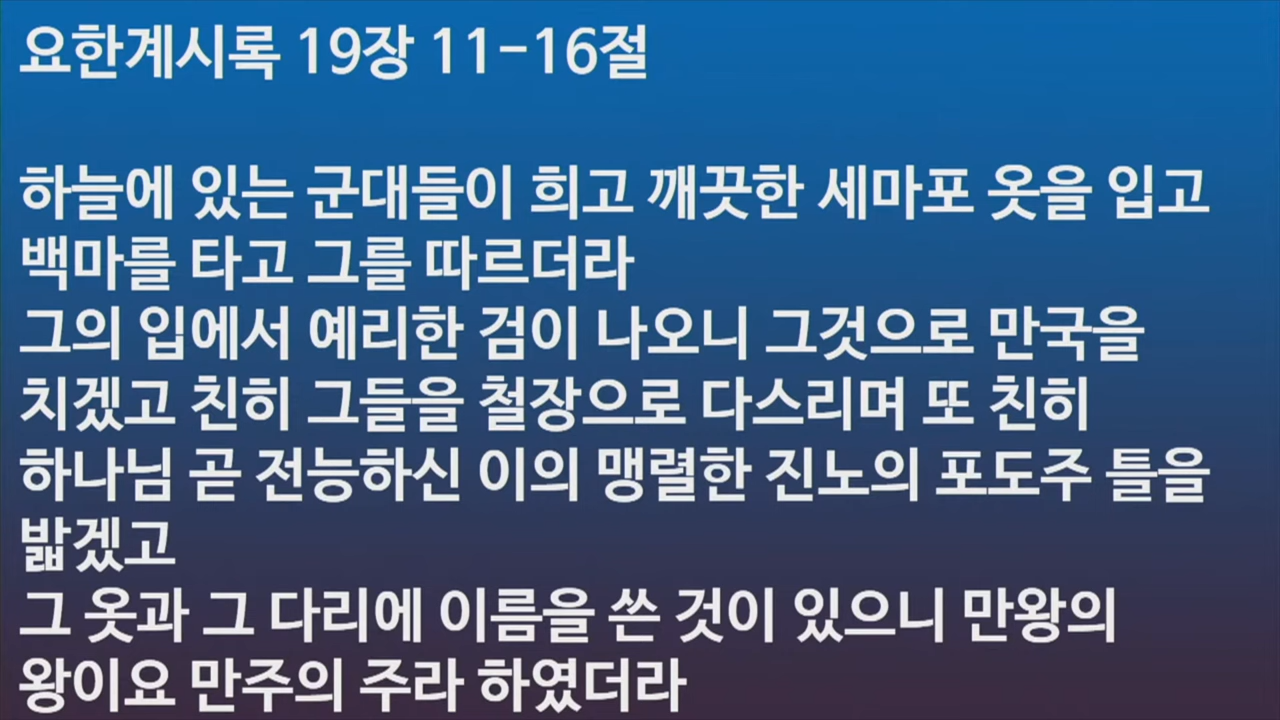 요한계시록 19장 11-16절
하늘에 있는 군대들이 희고 깨끗한 세마포 옷을 입고
백마를 타고 그를 따르더라
그의 입에서 예리한 검이 나오니 그것으로 만국을
치겠고 친히 그들을 철장으로 다스리며 또 친히
하나님 곧 전능하신 이의 맹렬한 진노의 포도주 틀을
밟겠고
그 옷과 그 다리에 이름을 쓴 것이 있으니 만왕의
왕이요 만주의 주라 하였더라